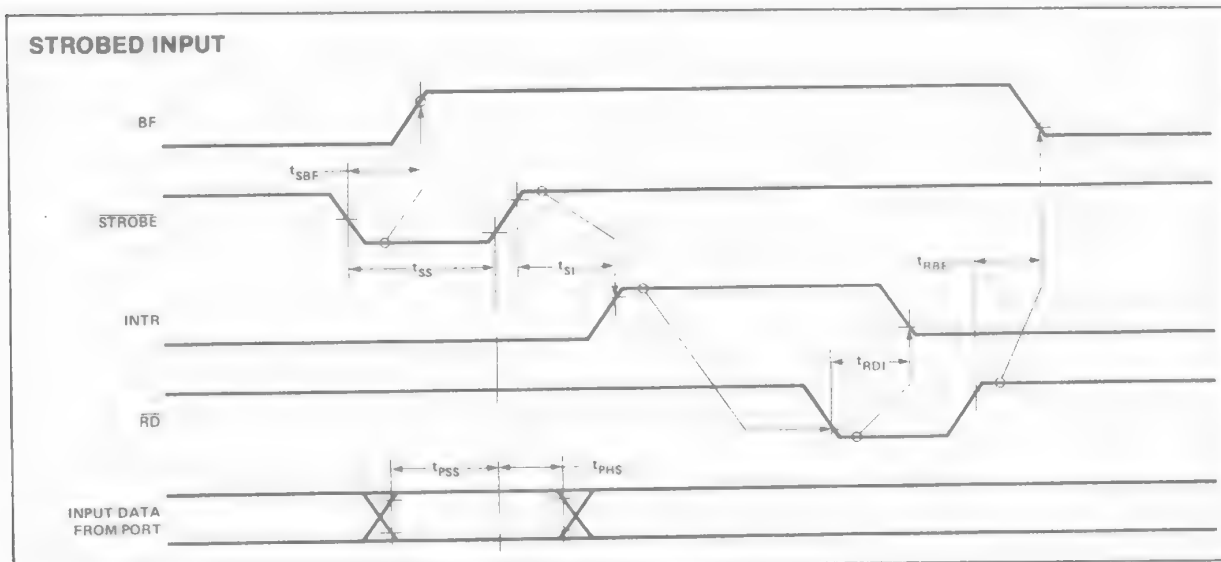 STROBED INPUT
BF
tSBF
STROBE
tSS
tSI
tRBF
INTR
tRDI
RD
tPSS
tPHS
INPUT DATA
FROM PORT